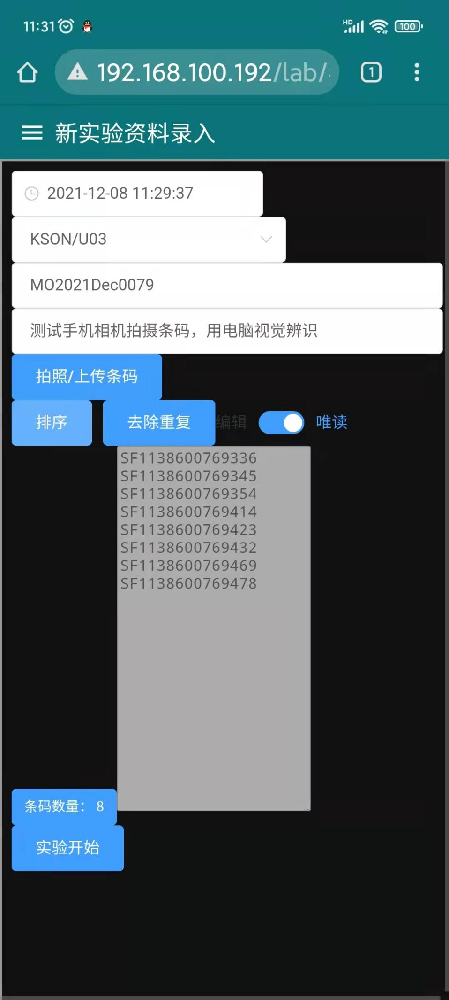 11:31 HD 100
192.168.100.192/lab/ 1
新实验资料录入
2021-12-08 11:29:37
KSON/U03
MO2021Dec0079
测试手机相机拍摄条码，用电脑视觉辨识
拍照/上传条码
排序 去除重复 编辑 唯读
SF1138600769336
SF1138600769345
SF1138600769354
SF1138600769414
SF1138600769423
SF1138600769432
SF1138600769469
SF1138600769478
条码数量： 8
实验开始